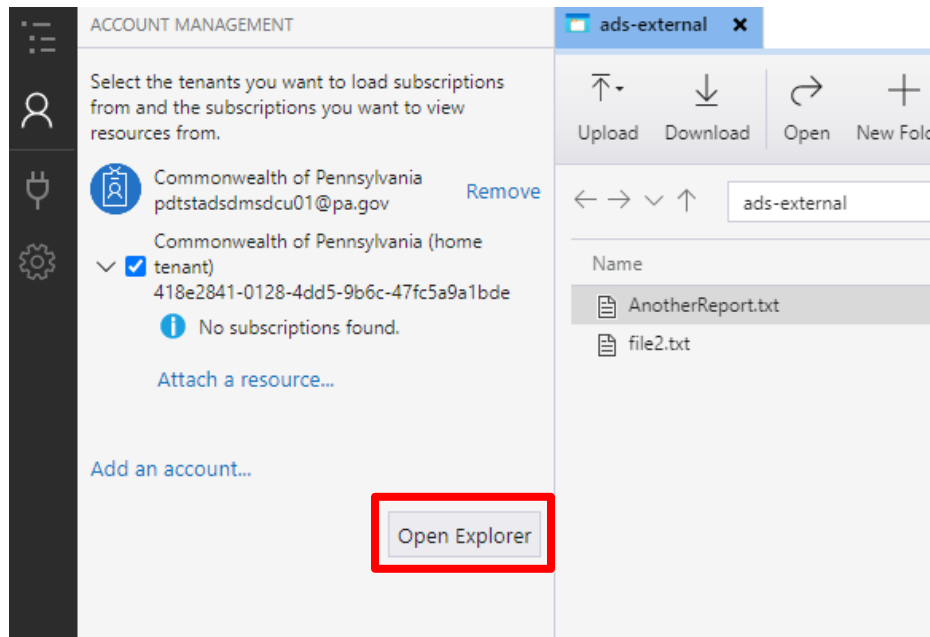 ACCOUNT MANAGEMENT
Select the tenants you want to load subscriptions
from and the subscriptions you want to view
resources from.
Commonwealth of Pennsylvania
pdtstadsdmsdcu01@pa.gov
Remove
Commonwealth of Pennsylvania (home
tenant)
418e2841-0128-4dd5-9b6c-47fc5a9a1bde
No subscriptions found.
Attach a resource...
Add an account...
Open Explorer
ads-external
Upload
Download
Open
New Fold
ads-external
Name
AnotherReport.txt
file2.txt